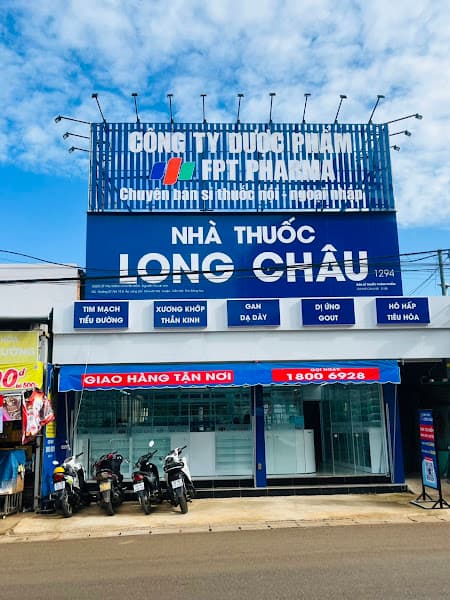 CÔNG TY DƯỢC PHẨM
FPT PHARMA
Chuyên bán sỉ thuốc nội - ngoại nhập
NHÀ THUỐC
LONG CHÂU
1294
TIM MẠCH
TIỂU ĐƯỜNG
XƯƠNG KHỚP
THẦN KINH
GAN
DẠ DÀY
DỊ ỨNG
GOUT
HÔ HẤP
TIÊU HÓA
GIAO HÀNG TẬN NƠI
GỌI NGAY
1800 6928